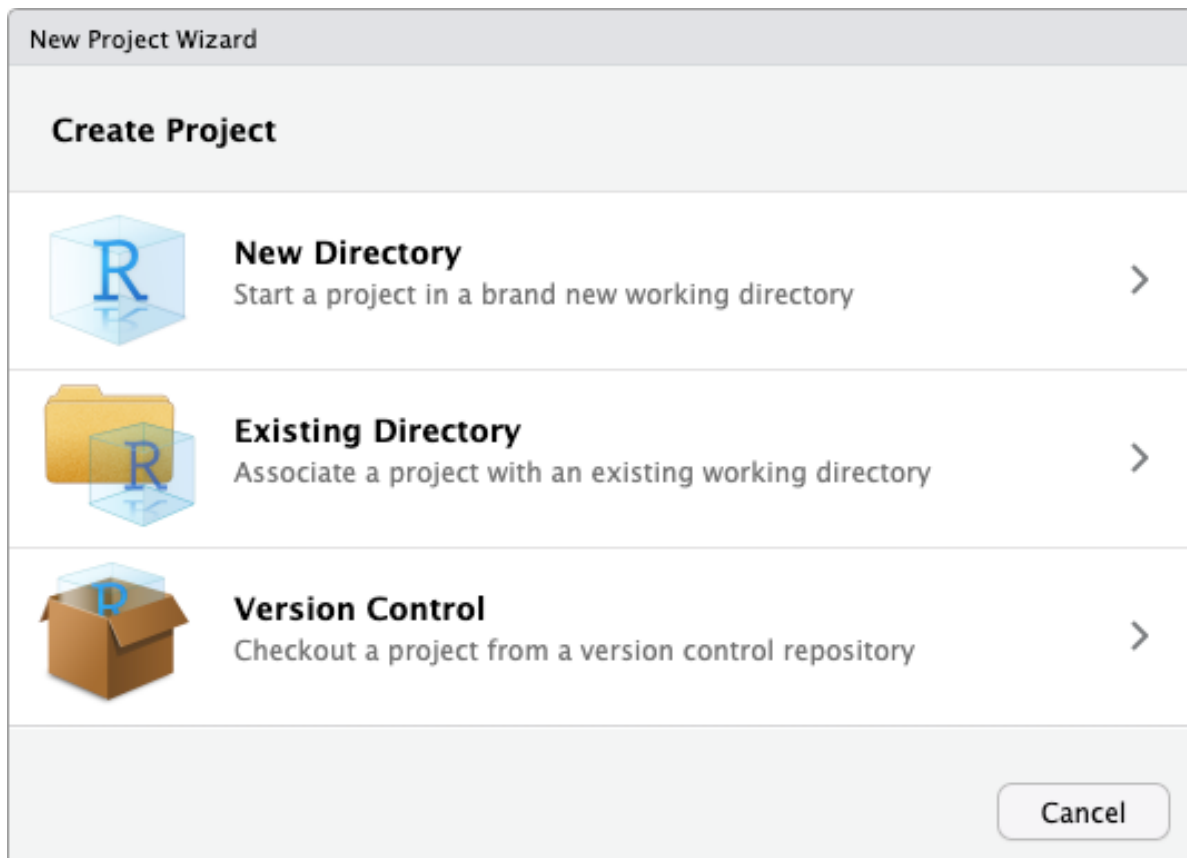 New Project Wizard
Create Project
R
New Directory
Start a project in a brand new working directory
R
Existing Directory
Associate a project with an existing working directory
R
Version Control
Checkout a project from a version control repository
Cancel